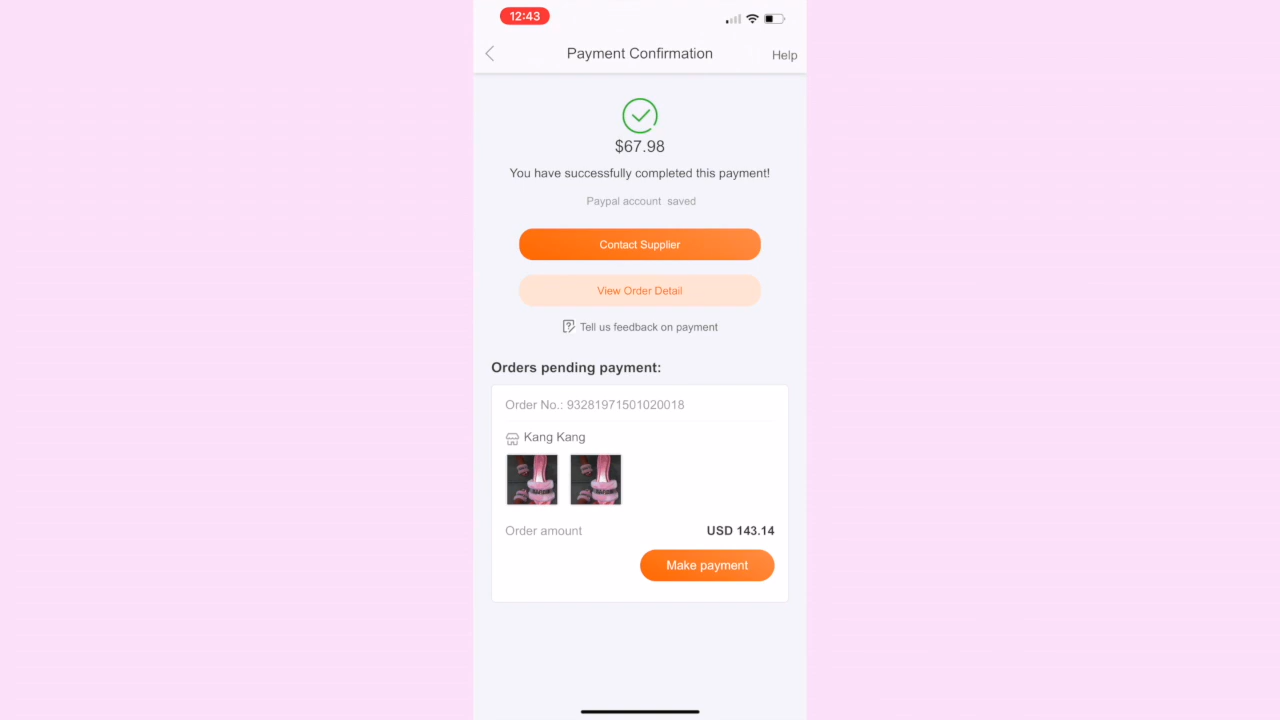 12:43
Payment Confirmation
Help
$67.98
You have successfully completed this payment!
Paypal account saved
Contact Supplier
View Order Detail
Tell us feedback on payment
Orders pending payment:
Order No.: 93281971501020018
Kang Kang
Order amount USD 143.14
Make payment